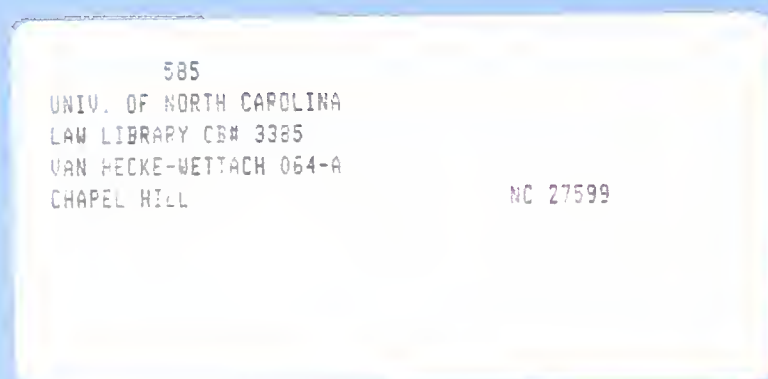 585
UNIV. OF NORTH CAROLINA
LAW LIBRARY CB# 3385
VAN HECKE-WETTACH 064-A
CHAPEL HILL NC 27599